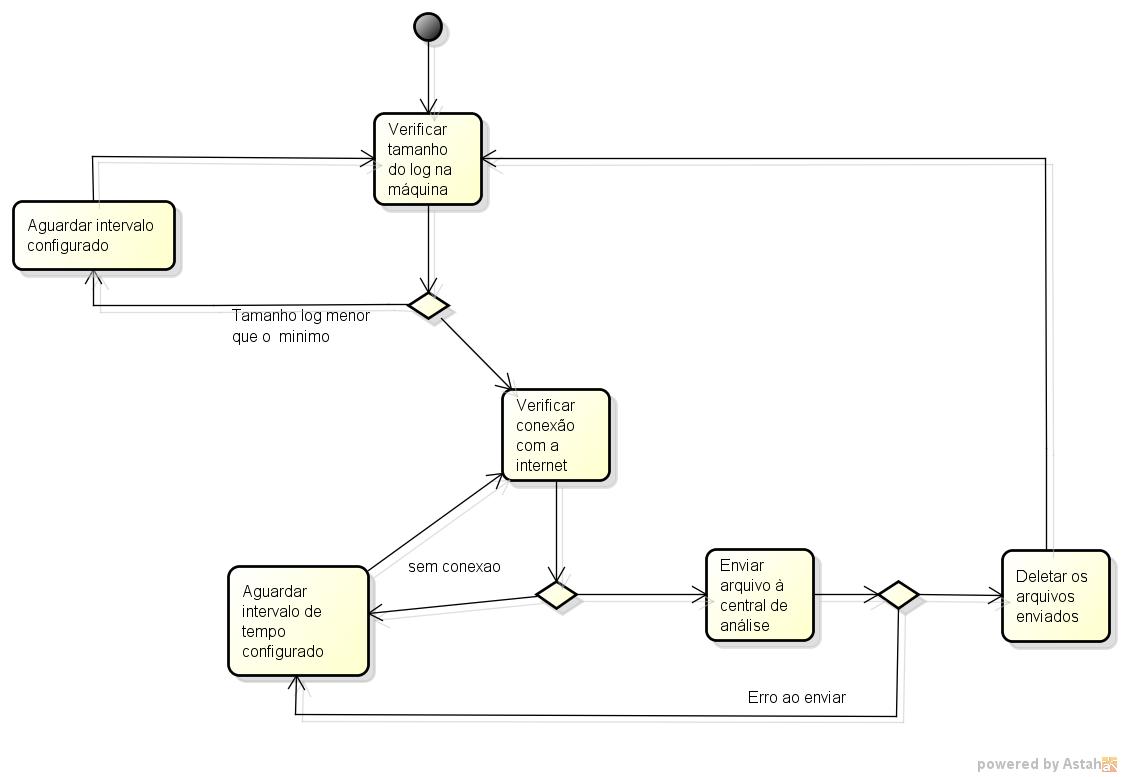 Verificar
tamanho
do log na
máquina
Aguardar intervalo
configurado
Tamanho log menor
que o minimo
Verificar
conexão
com a
internet
sem conexao
Aguardar
intervalo de
tempo
configurado
Enviar
arquivo à
central de
análise
Deletar os
arquivos
enviados
Erro ao enviar
powered by Astah